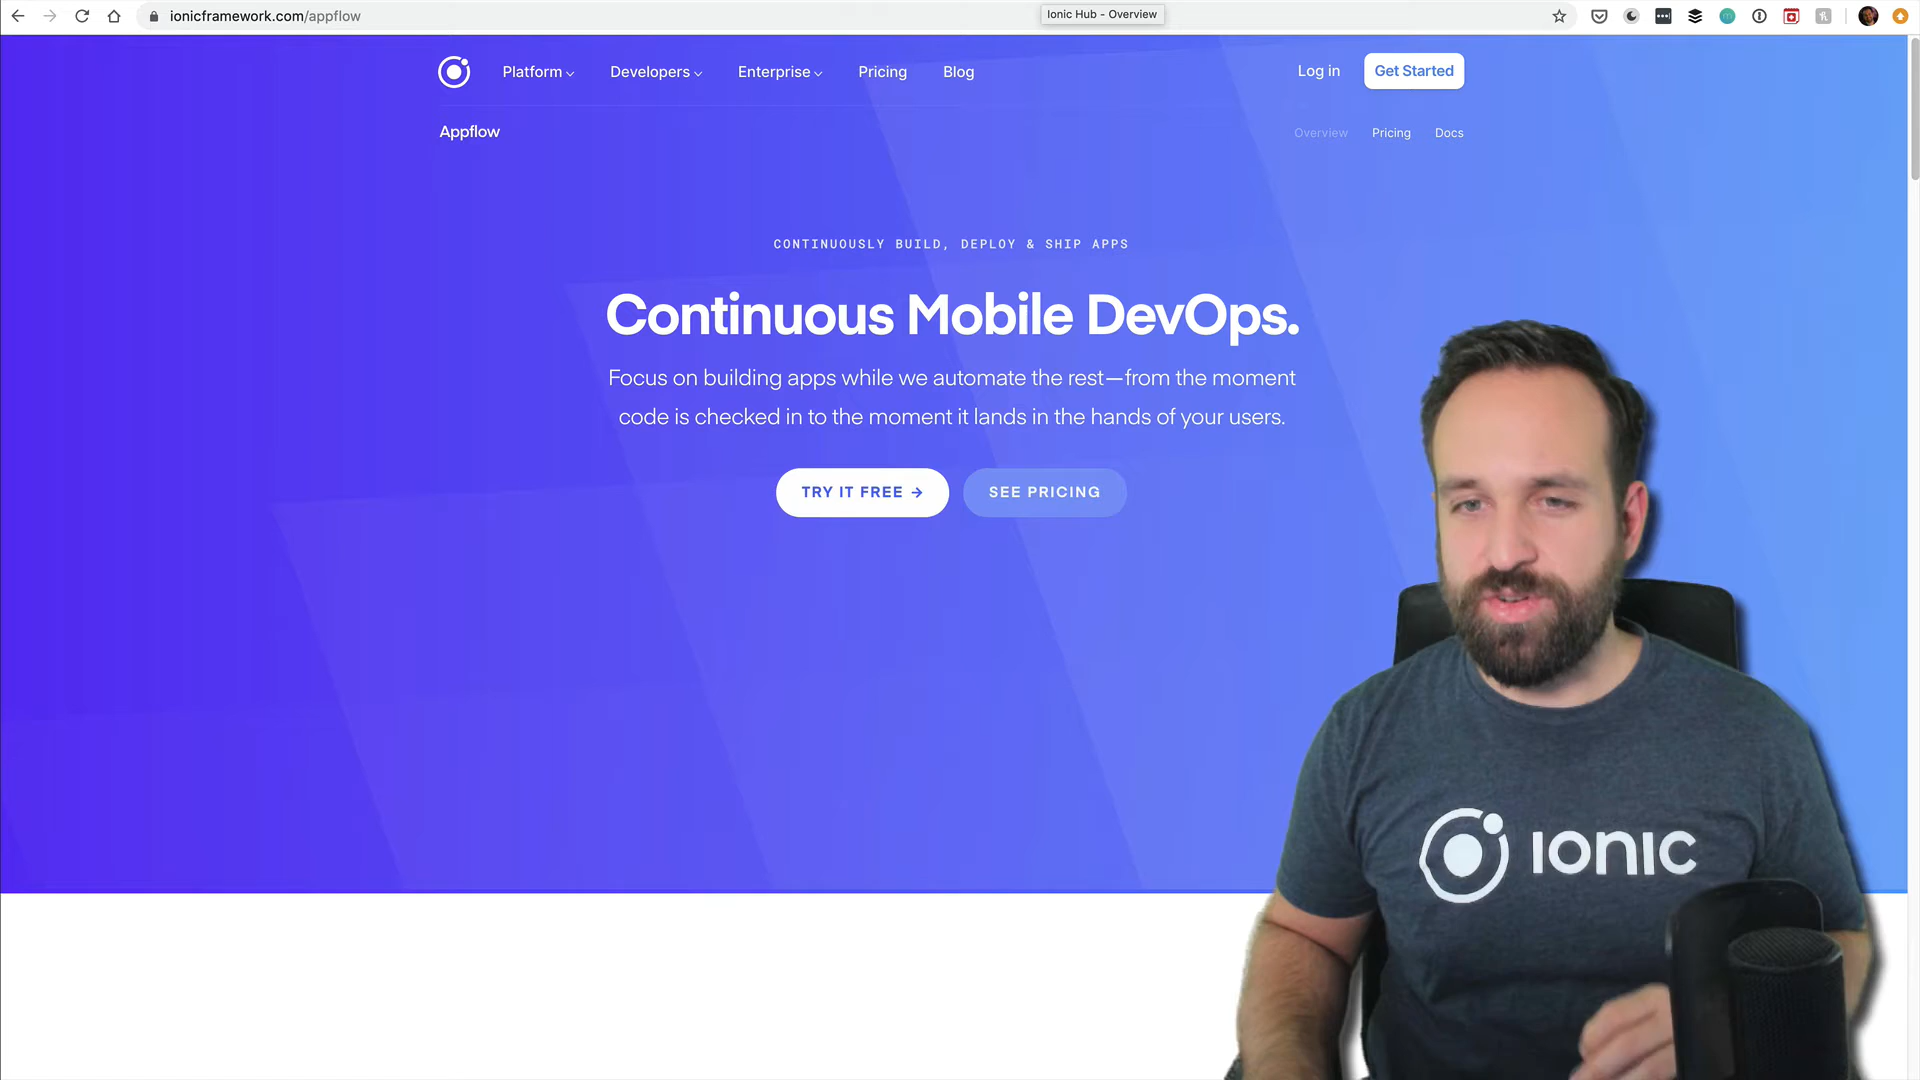 ionicframework.com/appflow
Ionic Hub - Overview
Platform
Developers
Enterprise
Pricing
Blog
Log in
Get Started
Appflow
Overview
Pricing
Docs
CONTINUOUSLY BUILD, DEPLOY & SHIP APPS
Continuous Mobile DevOps.
Focus on building apps while we automate the rest—from the moment
code is checked in to the moment it lands in the hands of your users.
TRY IT FREE →
SEE PRICING
IONIC